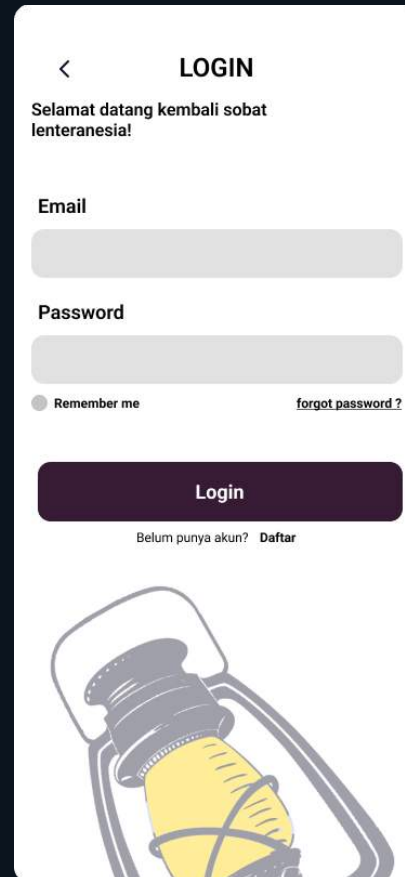 LOGIN
Selamat datang kembali sobat
lenteranesia!
Email
Password
Remember me
forgot password ?
Login
Belum punya akun? Daftar